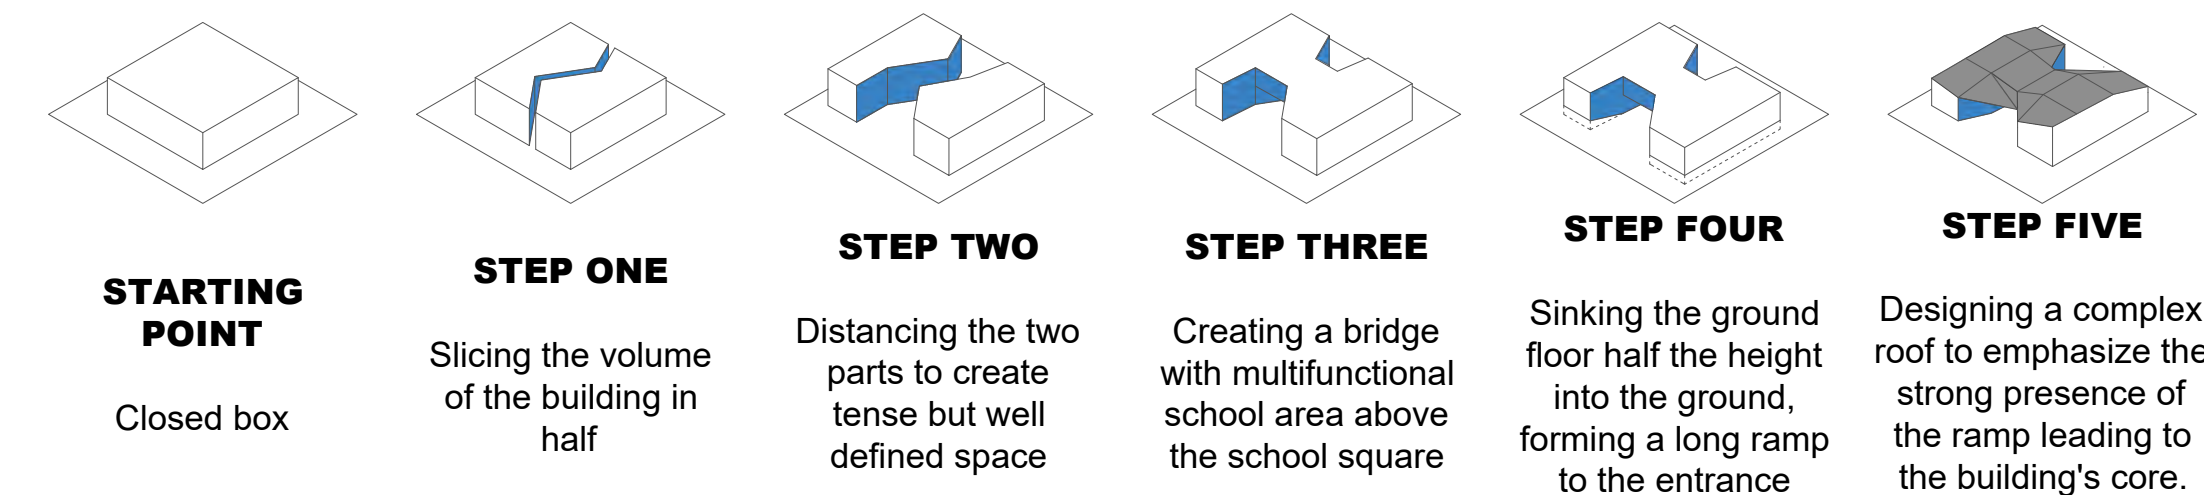 STARTING
POINT
Closed box
STEP ONE
Slicing the volume
of the building in
half
STEP TWO
Distancing the two
parts to create
tense but well
defined space
STEP THREE
Creating a bridge
with multifunctional
school area above
the school square
STEP FOUR
Sinking the ground
floor half the height
into the ground,
forming a long ramp
to the entrance
STEP FIVE
Designing a complex
roof to emphasize the
strong presence of
the ramp leading to
the building's core.